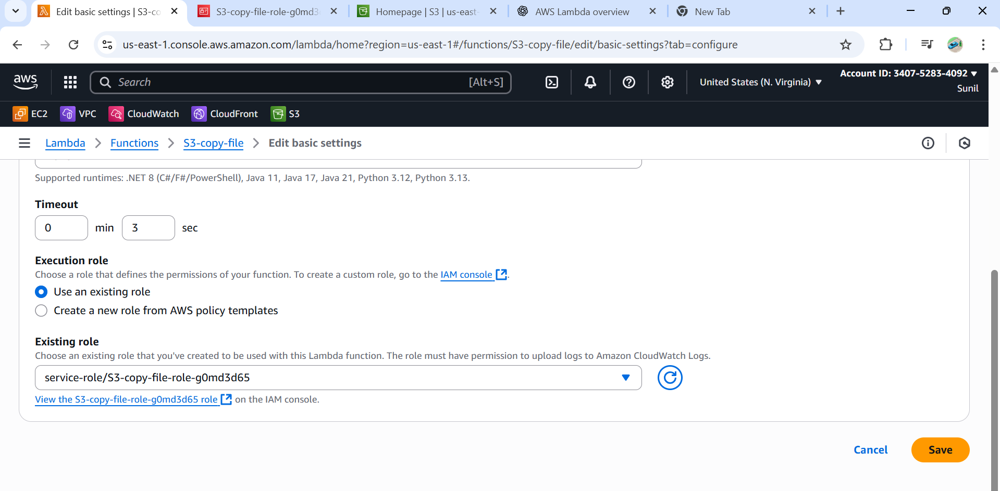 Edit basic settings | S3-co
S3-copy-file-role-g0md3
Homepage | S3 | us-east-
AWS Lambda overview
New Tab
us-east-1.console.aws.amazon.com/lambda/home?region=us-east-1#/functions/S3-copy-file/edit/basic-settings?tab=configure
aws
Search
[Alt+S]
United States (N. Virginia)
Account ID: 3407-5283-4092
Sunil
EC2
VPC
CloudWatch
CloudFront
S3
Lambda
Functions
S3-copy-file
Edit basic settings
Supported runtimes: .NET 8 (C#/F#/PowerShell), Java 11, Java 17, Java 21, Python 3.12, Python 3.13.
Timeout
0 min 3 sec
Execution role
Choose a role that defines the permissions of your function. To create a custom role, go to the IAM console.
Use an existing role
Create a new role from AWS policy templates
Existing role
Choose an existing role that you've created to be used with this Lambda function. The role must have permission to upload logs to Amazon CloudWatch Logs.
service-role/S3-copy-file-role-g0md3d65
View the S3-copy-file-role-g0md3d65 role on the IAM console.
Cancel
Save